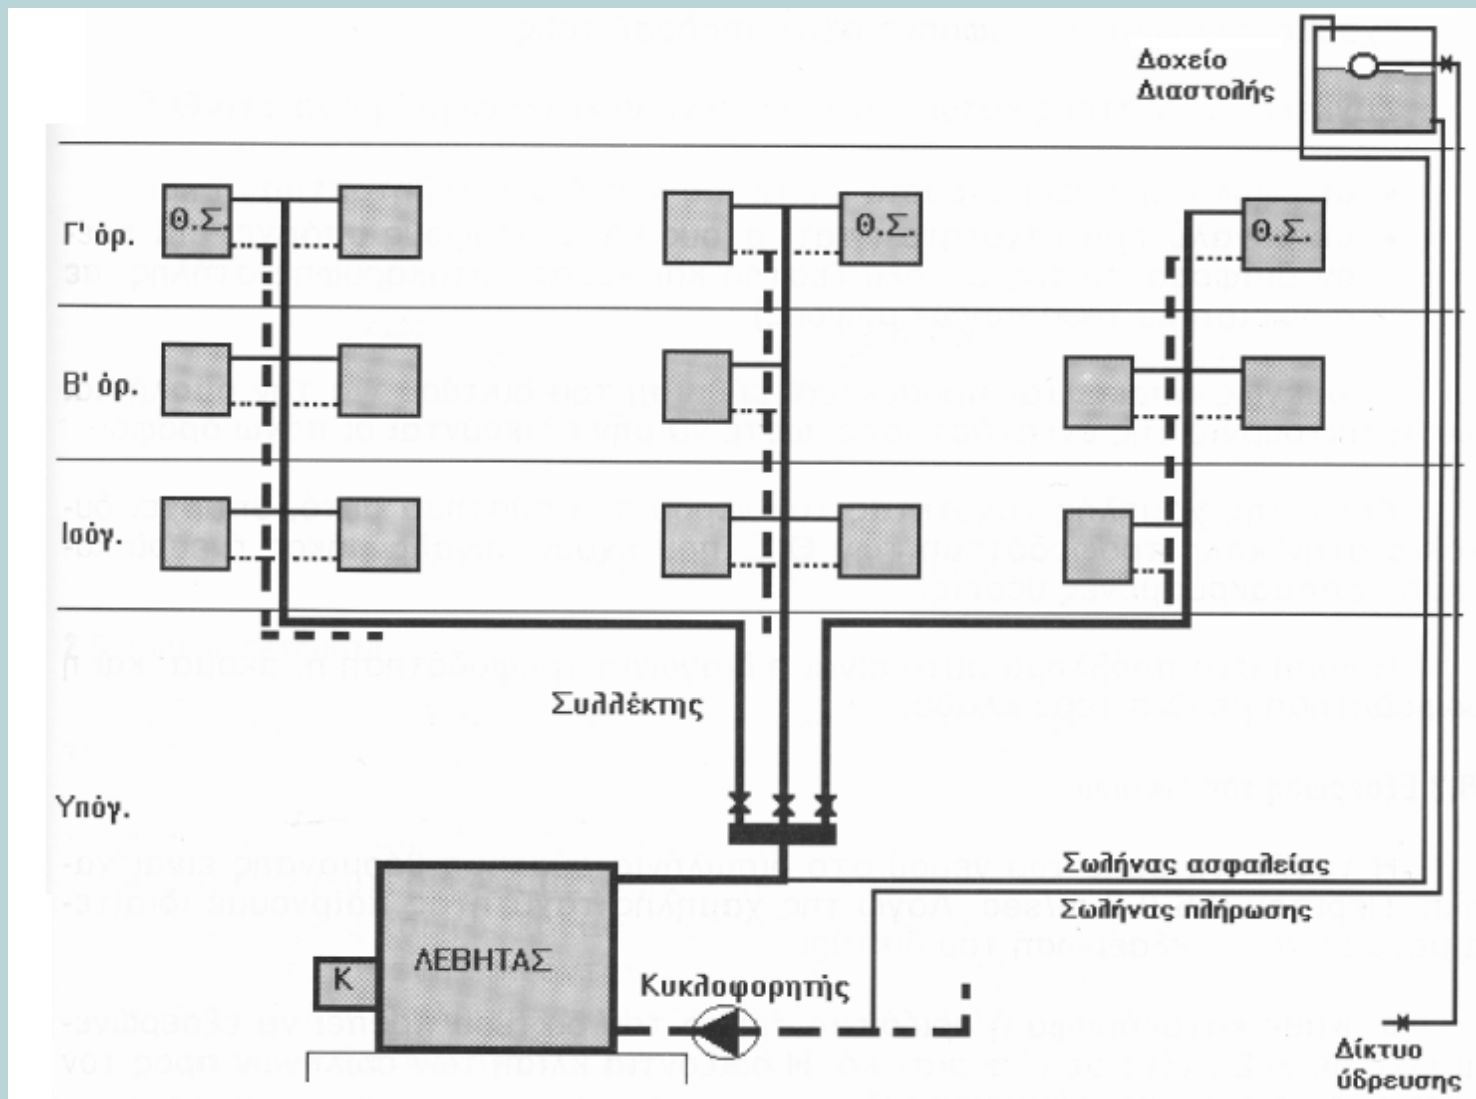 Δοχείο
Διαστολής
Γ' όρ.
Θ.Σ.
Θ.Σ.
Θ.Σ.
Β' όρ.
Ισόγ.
Συλλέκτης
Υπόγ.
Σωλήνας ασφαλείας
Σωλήνας πλήρωσης
ΛΕΒΗΤΑΣ
Κ
Κυκλοφορητής
Δίκτυο
ύδρευσης